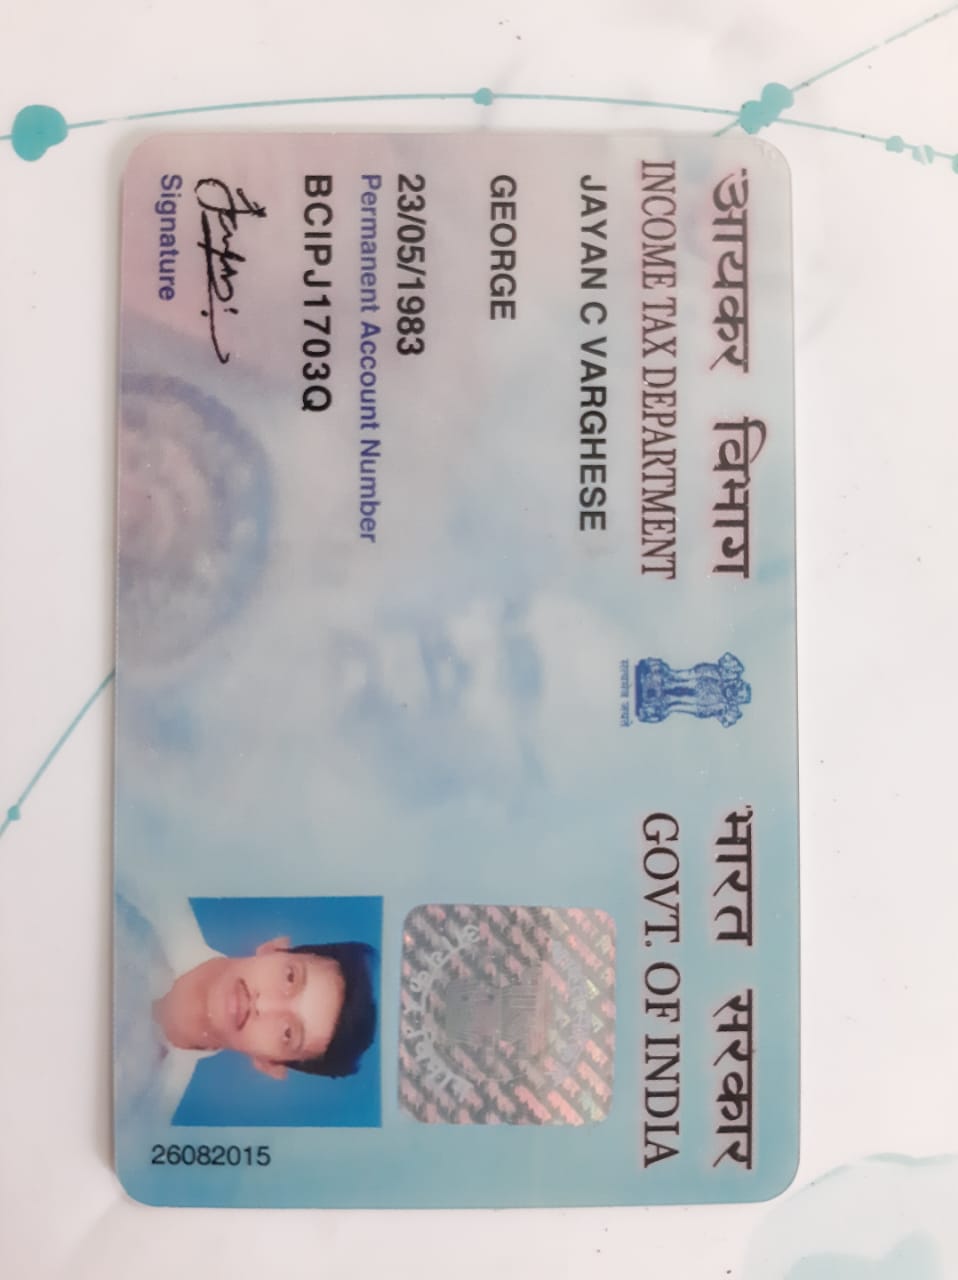 आयकर विभाग
INCOME TAX DEPARTMENT
भारत सरकार
GOVT. OF INDIA
सत्यमेव जयते
JAYAN C VARGHESE
GEORGE
23/05/1983
Permanent Account Number
BCIPJ1703Q
Signature
26082015